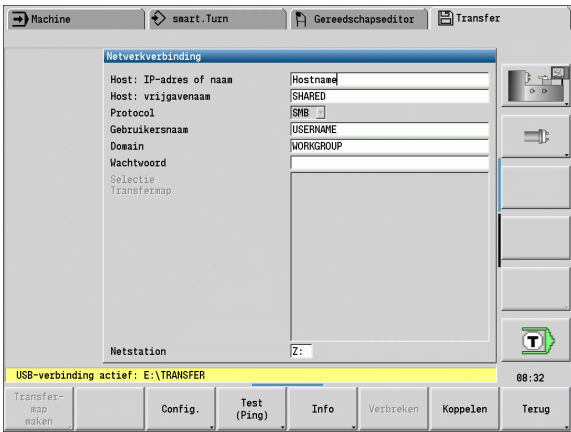 Machine
smart.Turn
Gereedschapseditor
Transfer
Netwerkverbinding
Host: IP-adres of naam
Hostname
Host: vrijgavenaam
SHARED
Protocol
SMB
Gebruikersnaam
USERNAME
Domain
WORKGROUP
Wachtwoord
Selectie
Transfermap
Netstation
Z:
T
USB-verbinding actief: E:\TRANSFER
08:32
Transfer-
map
maken
Config.
Test
(Ping)
Info
Verbreken
Koppelen
Terug